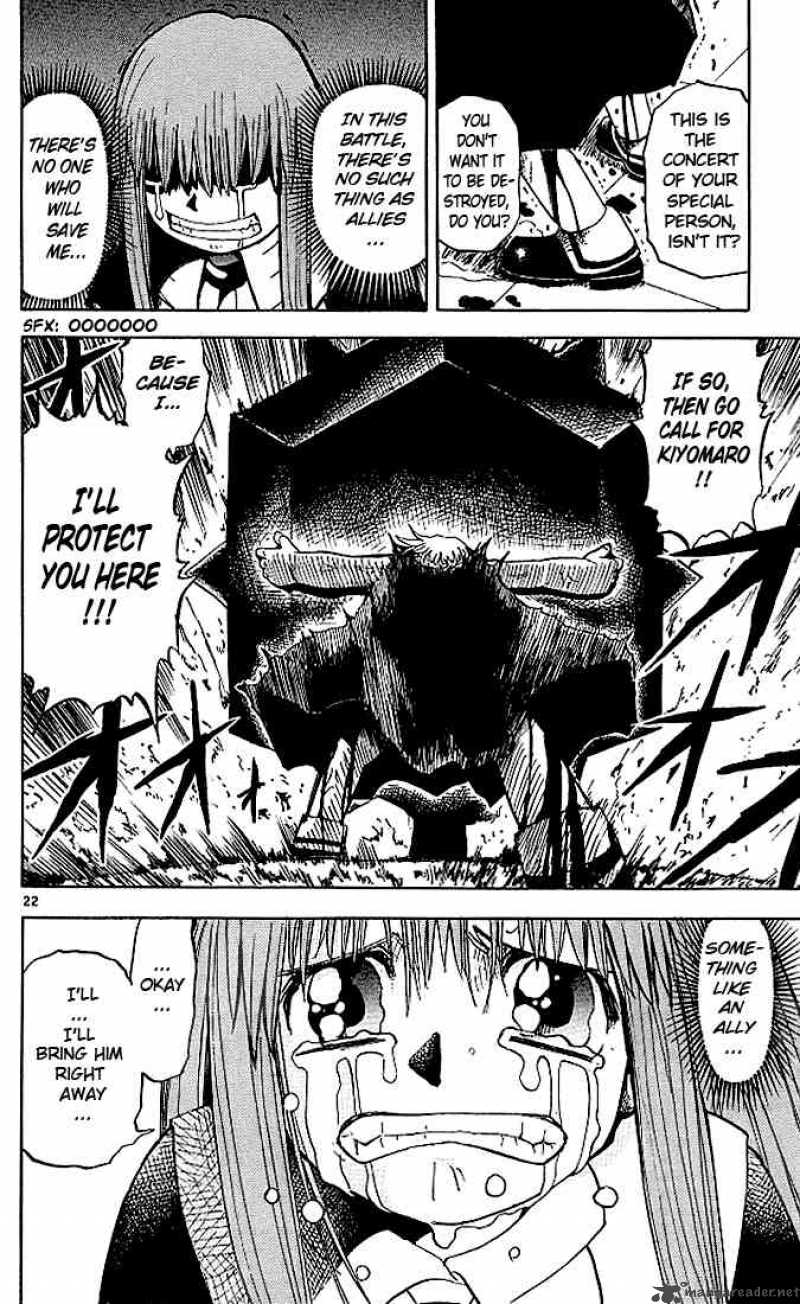 THIS IS
THE
CONCERT
OF YOUR
SPECIAL
PERSON,
ISN'T IT?
YOU
DON'T
WANT IT
TO BE DE-
STROYED,
DO YOU?
IN THIS
BATTLE,
THERE'S
NO SUCH
THING AS
ALLIES
...
THERE'S
NO ONE
WHO
WILL
SAVE
ME...
SFX: OOOOOOO
IF SO,
THEN GO
CALL FOR
KIYOMARO
!!
BE-
CAUSE
I...
I'LL
PROTECT
YOU HERE
!!!
22
SOME-
THING
LIKE
AN
ALLY
...
...
OKAY
...
I'LL
...
I'LL
BRING HIM
RIGHT
AWAY
...
mangareader.net